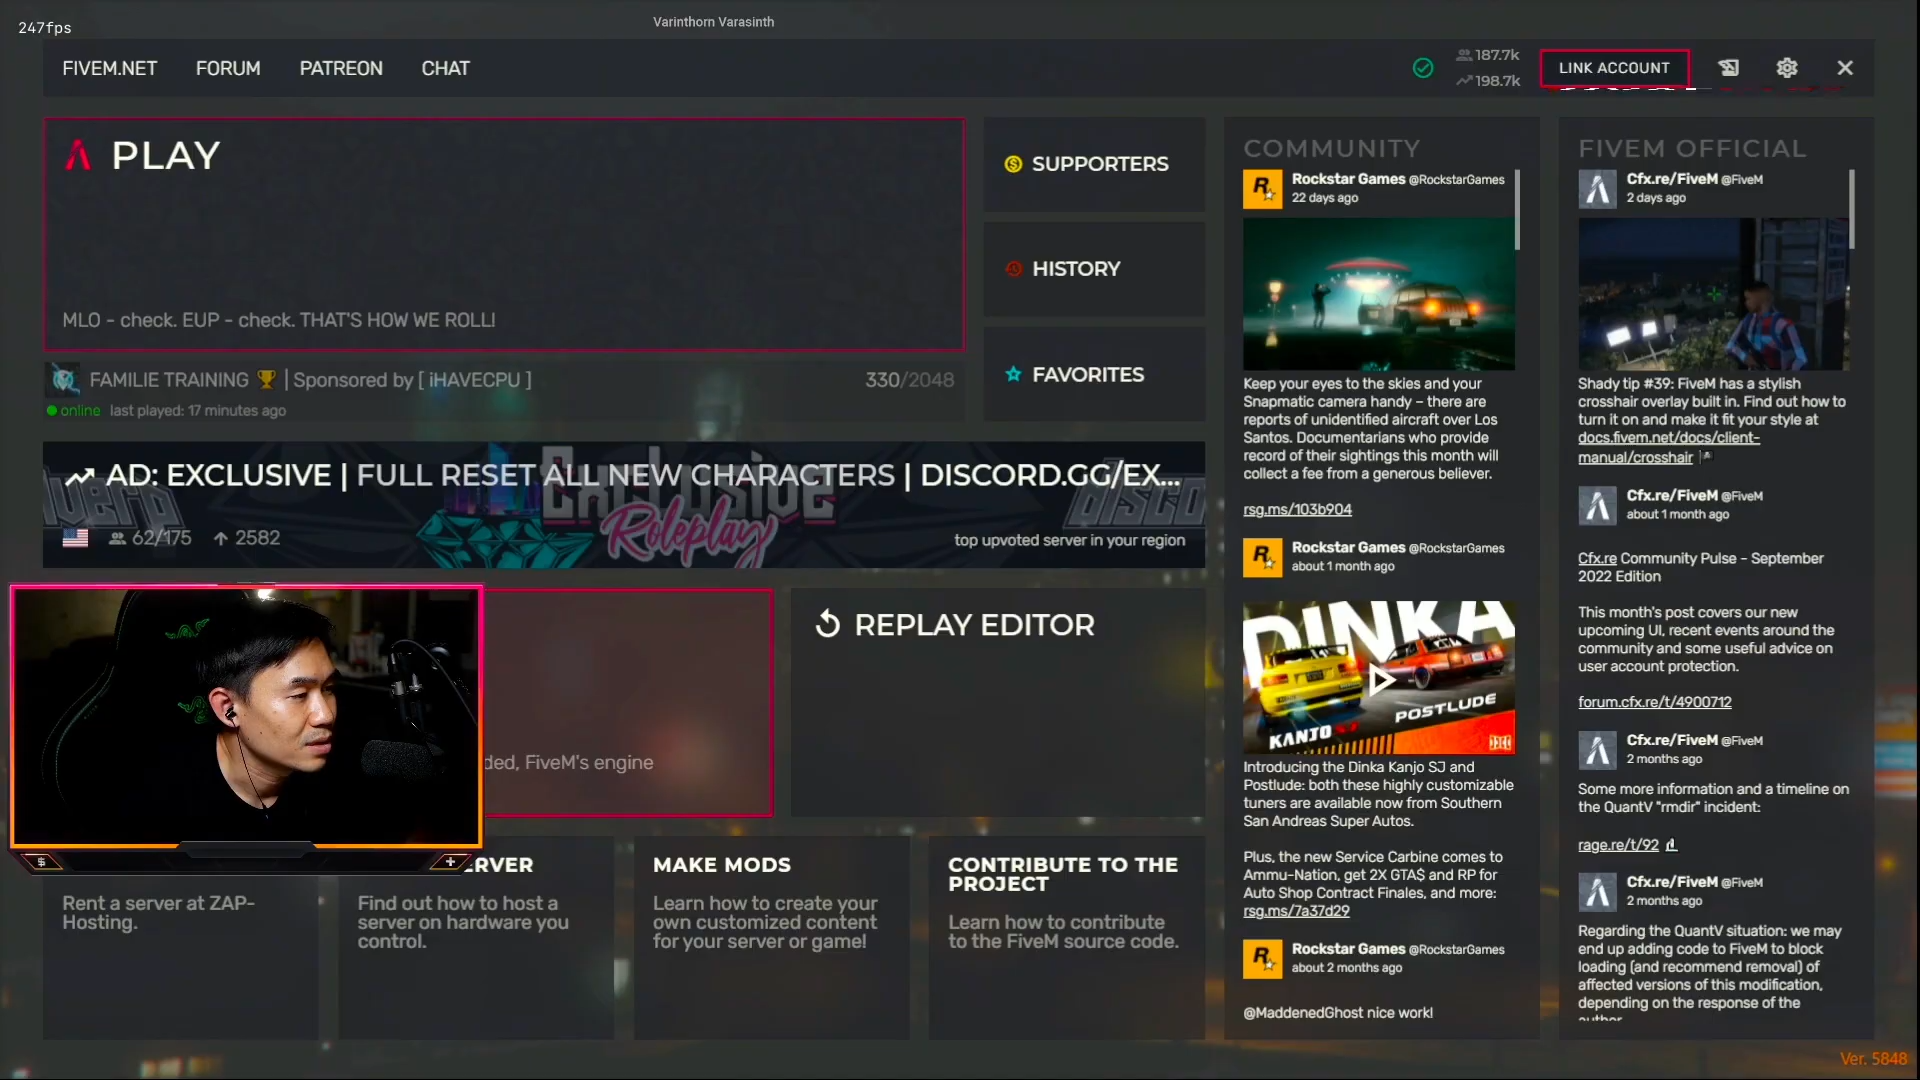 247fps
Varinthorn Varasinth
FIVEM.NET FORUM PATREON CHAT
187.7k
198.7k
LINK ACCOUNT
PLAY
MLO - check. EUP - check. THAT'S HOW WE ROLL!
FAMILIE TRAINING 🏆 | Sponsored by [ iHAVECPU ] 330/2048
online last played: 17 minutes ago
SUPPORTERS
HISTORY
FAVORITES
AD: EXCLUSIVE | FULL RESET ALL NEW CHARACTERS | DISCORD.GG/EX...
Exclusive
Roleplay
62/175 2582
top upvoted server in your region
ded, FiveM's engine
REPLAY EDITOR
Rent a server at ZAP-
Hosting.
ERVER
Find out how to host a
server on hardware you
control.
MAKE MODS
Learn how to create your
own customized content
for your server or game!
CONTRIBUTE TO THE
PROJECT
Learn how to contribute
to the FiveM source code.
COMMUNITY
Rockstar Games @RockstarGames
22 days ago
Keep your eyes to the skies and your
Snapmatic camera handy – there are
reports of unidentified aircraft over Los
Santos. Documentarians who provide
record of their sightings this month will
collect a fee from a generous believer.
rsg.ms/103b904
Rockstar Games @RockstarGames
about 1 month ago
DINKA
KANJO SJ
POSTLUDE
Introducing the Dinka Kanjo SJ and
Postlude: both these highly customizable
tuners are available now from Southern
San Andreas Super Autos.
Plus, the new Service Carbine comes to
Ammu-Nation, get 2X GTA$ and RP for
Auto Shop Contract Finales, and more:
rsg.ms/7a37d29
Rockstar Games @RockstarGames
about 2 months ago
@MaddenedGhost nice work!
FIVEM OFFICIAL
Cfx.re/FiveM @FiveM
2 days ago
Shady tip #39: FiveM has a stylish
crosshair overlay built in. Find out how to
turn it on and make it fit your style at
docs.fivem.net/docs/client-
manual/crosshair
Cfx.re/FiveM @FiveM
about 1 month ago
Cfx.re Community Pulse - September
2022 Edition
This month's post covers our new
upcoming UI, recent events around the
community and some useful advice on
user account protection.
forum.cfx.re/t/4900712
Cfx.re/FiveM @FiveM
2 months ago
Some more information and a timeline on
the QuantV "rmdir" incident:
rage.re/t/92
Cfx.re/FiveM @FiveM
2 months ago
Regarding the QuantV situation: we may
end up adding code to FiveM to block
loading (and recommend removal) of
affected versions of this modification,
depending on the response of the
author
Ver. 5848